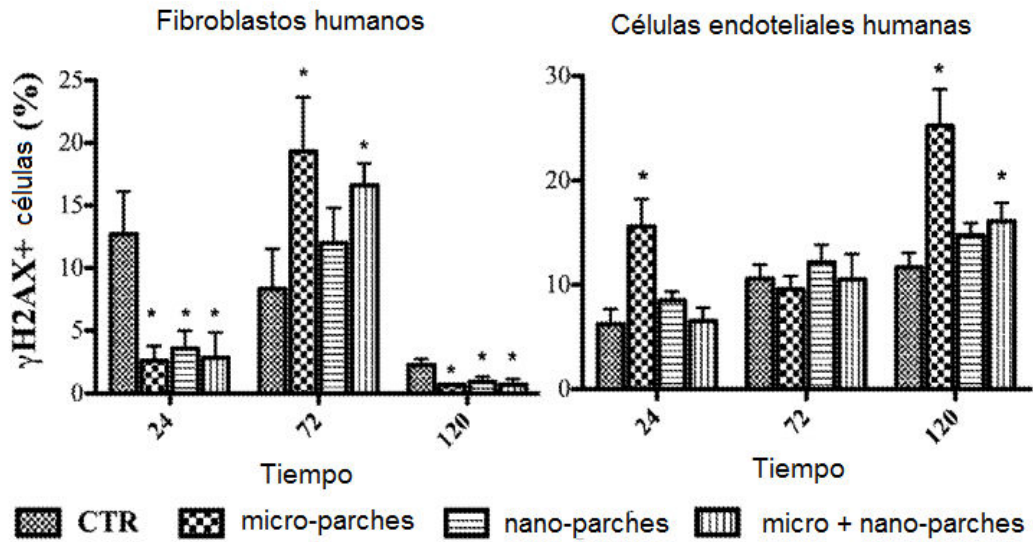 Fibroblastos humanos
Células endoteliales humanas
γH2AX+ células (%)
25
20
15
10
5
0
* * * * * * * *
24 72 120
Tiempo
30
20
10
0
* * *
24 72 120
Tiempo
CTR micro-parches nano-parches micro + nano-parches